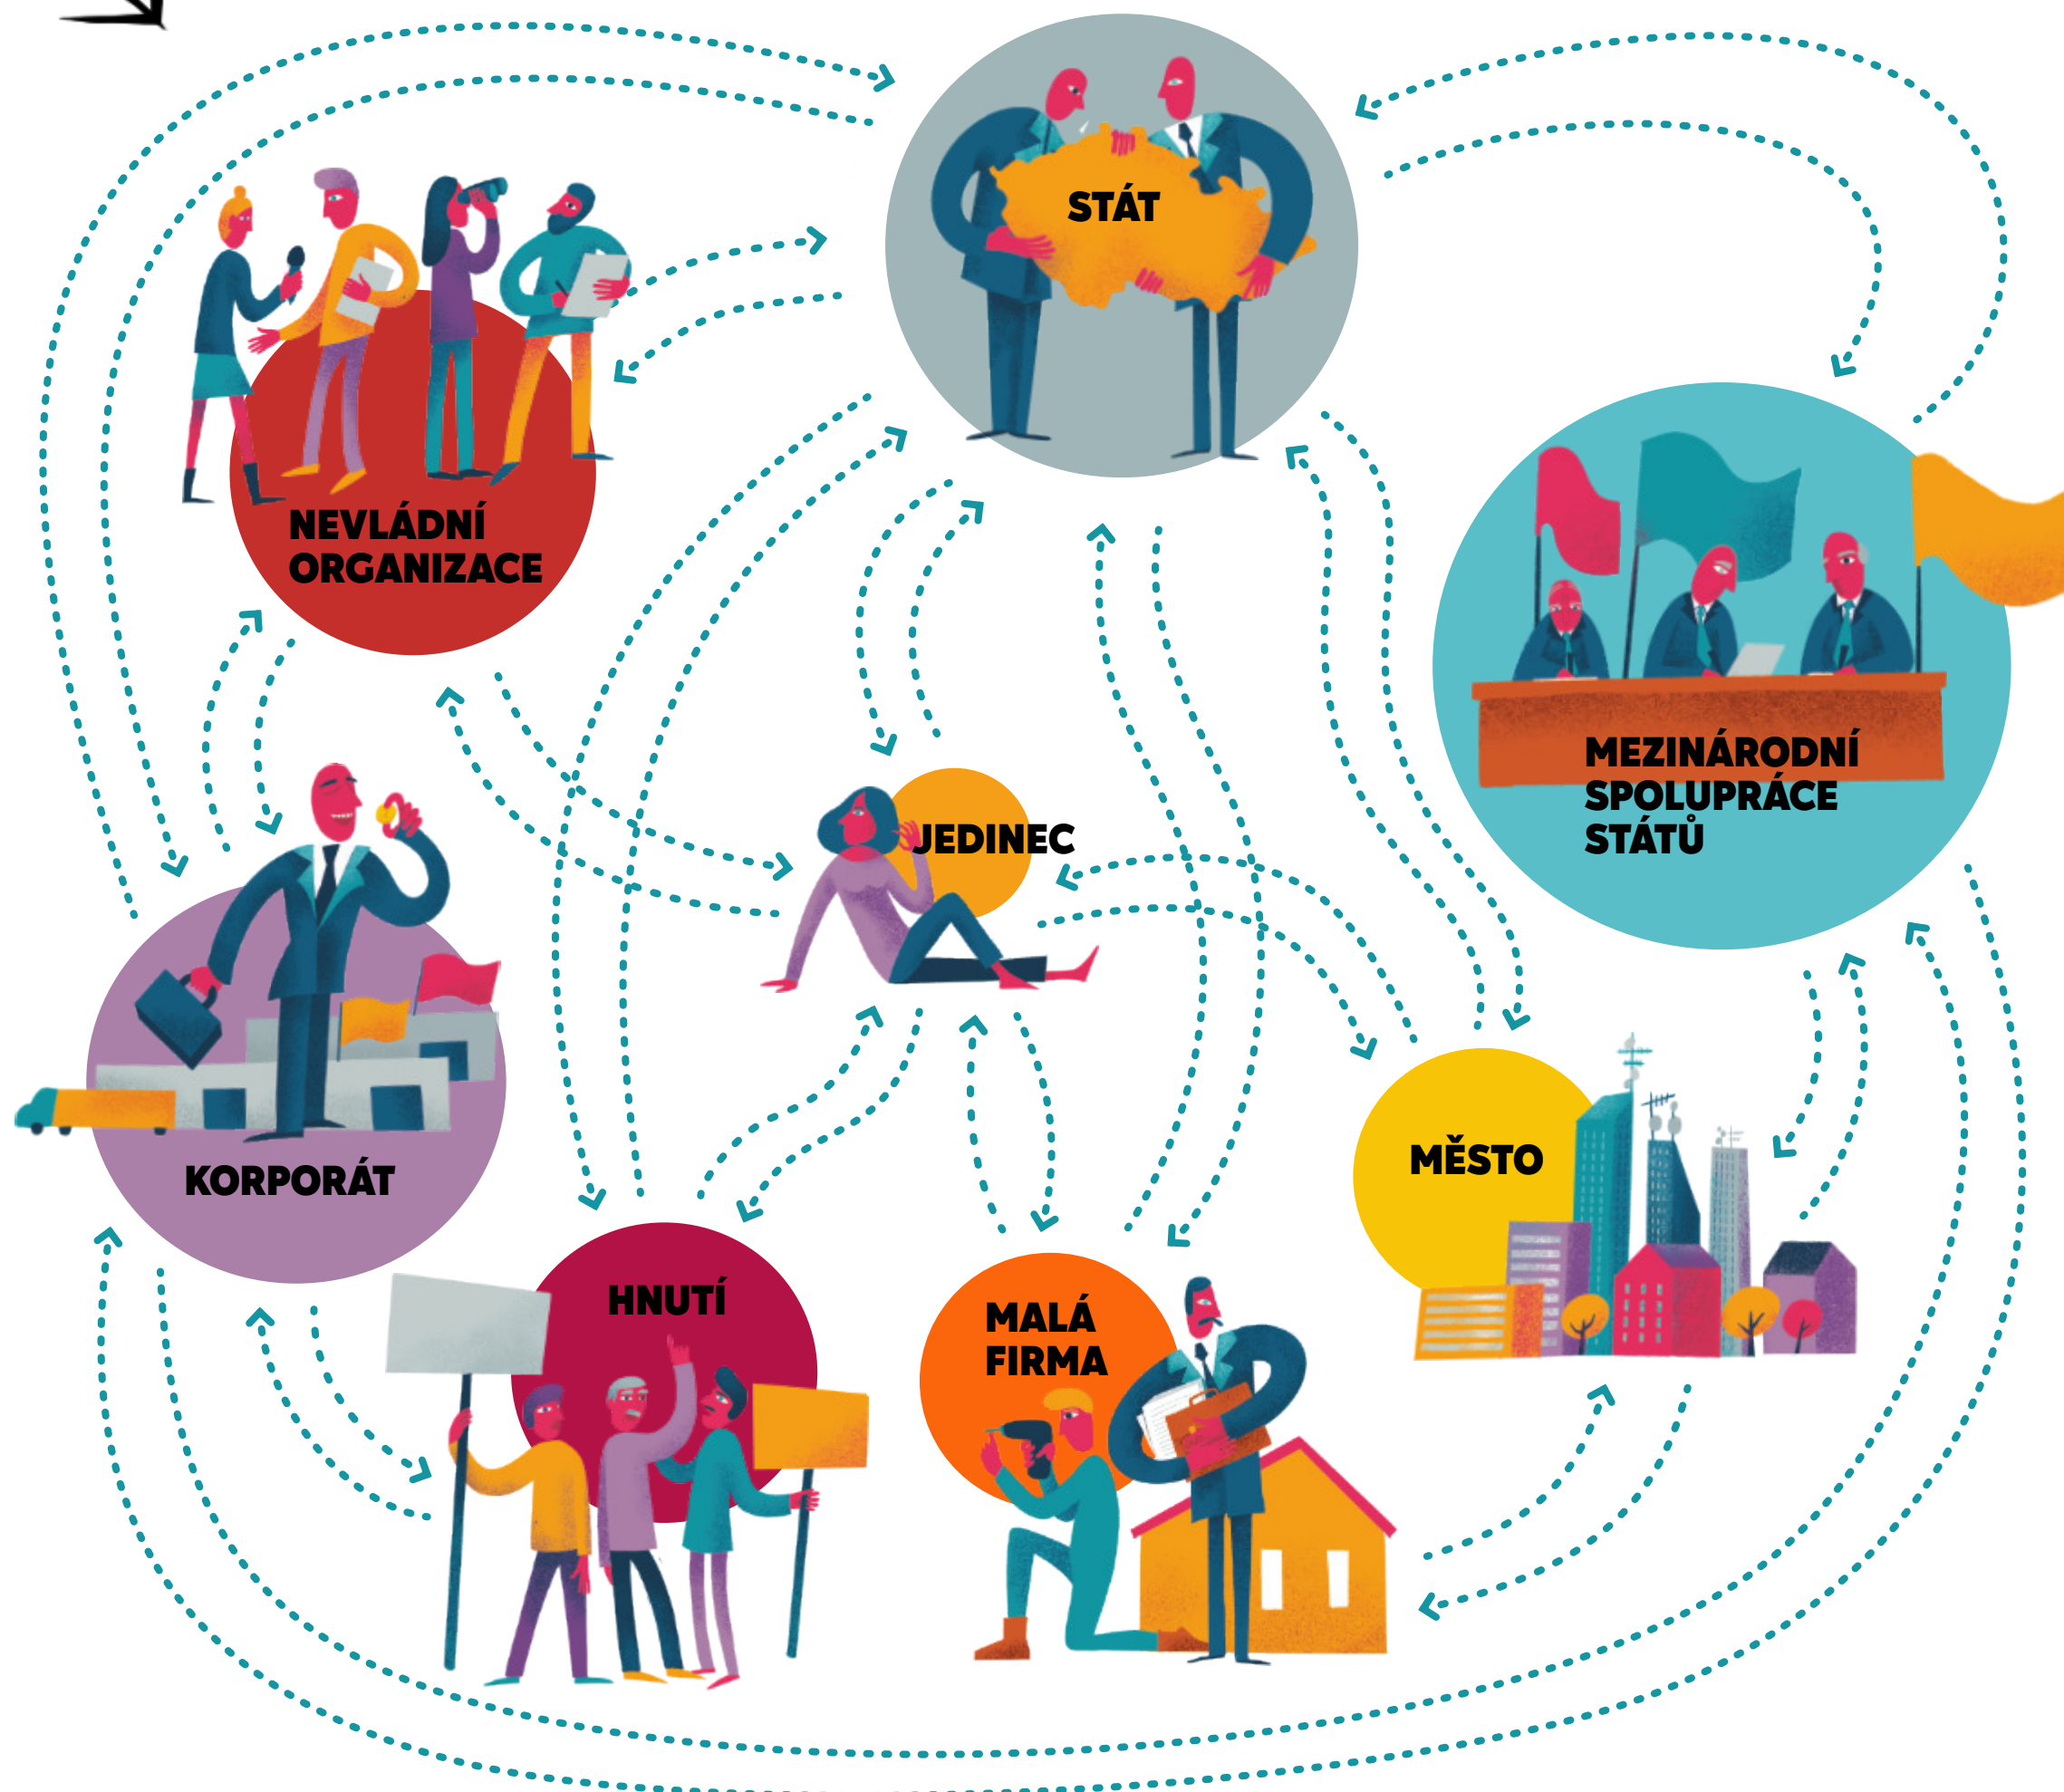 STÁT
NEVLÁDNÍ
ORGANIZACE
MEZINÁRODNÍ
SPOLUPRÁCE
STÁTŮ
JEDINEC
KORPORÁT
MĚSTO
HNUTÍ
MALÁ
FIRMA